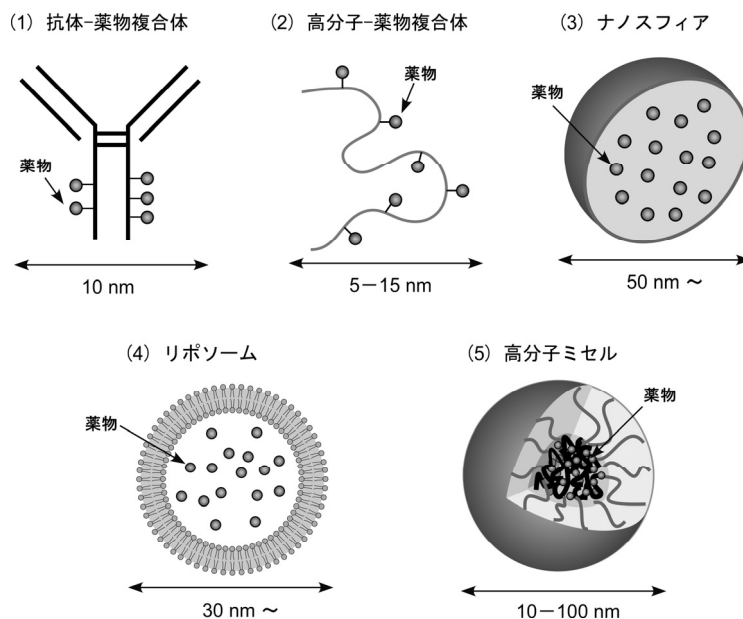 (1) 抗体-薬物複合体
(2) 高分子-薬物複合体
(3) ナノスフィア
薬物
薬物
薬物
10 nm
5-15 nm
50 nm ~
(4) リポソーム
(5) 高分子ミセル
薬物
薬物
30 nm ~
10-100 nm